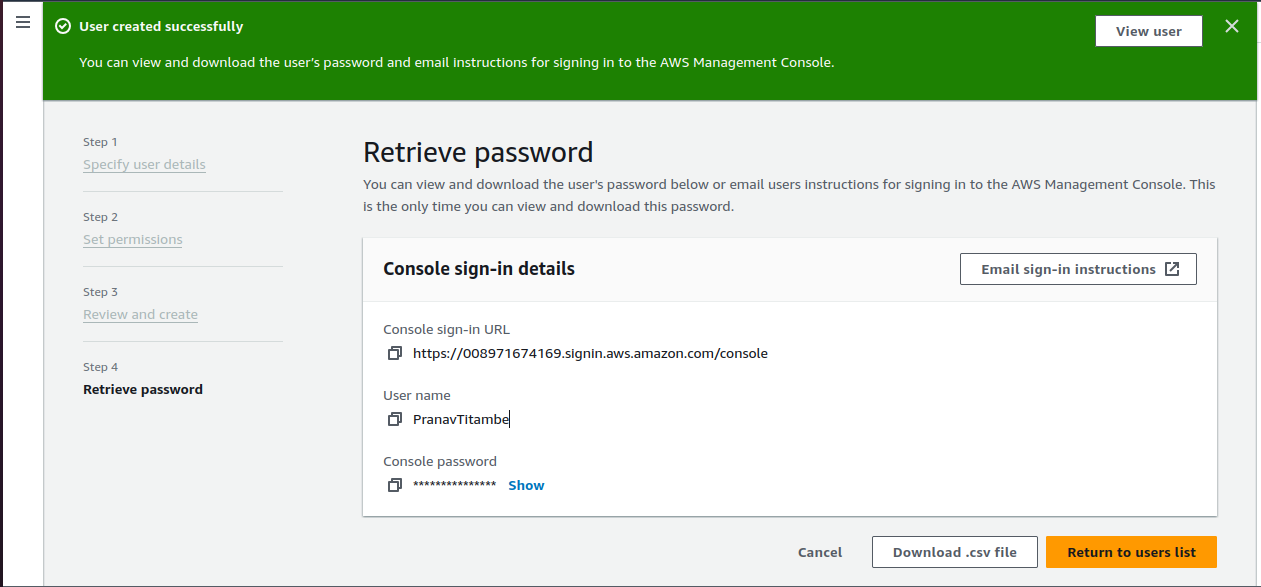 User created successfully
View user
You can view and download the user's password and email instructions for signing in to the AWS Management Console.
Step 1
Specify user details
Step 2
Set permissions
Step 3
Review and create
Step 4
Retrieve password
Retrieve password
You can view and download the user's password below or email users instructions for signing in to the AWS Management Console. This
is the only time you can view and download this password.
Console sign-in details
Email sign-in instructions
Console sign-in URL
https://008971674169.signin.aws.amazon.com/console
User name
PranavTitambe
Console password
*************** Show
Cancel
Download .csv file
Return to users list